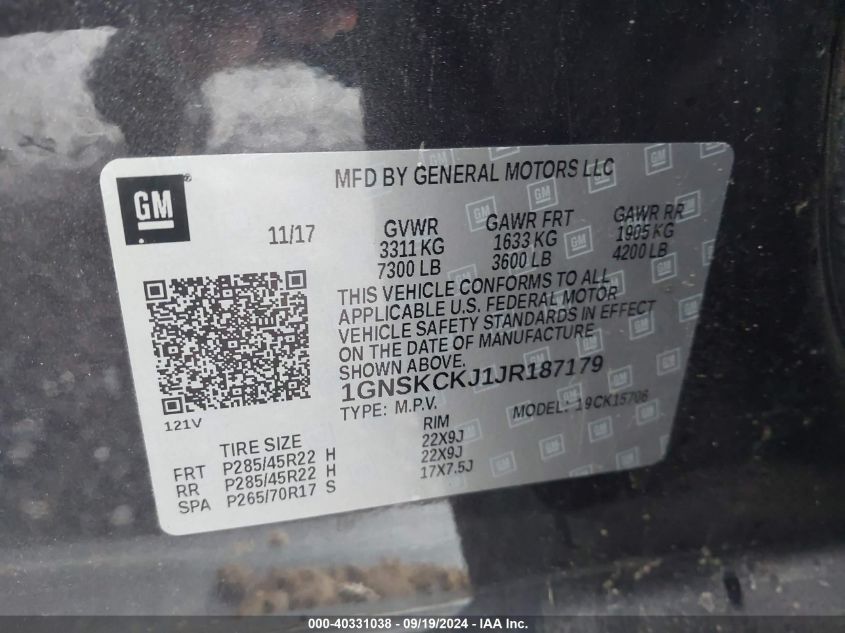 MFD BY GENERAL MOTORS LLC
GM
11/17
GVWR GAWR FRT GAWR RR
3311 KG 1633 KG 1905 KG
7300 LB 3600 LB 4200 LB
THIS VEHICLE CONFORMS TO ALL
APPLICABLE U.S. FEDERAL MOTOR
VEHICLE SAFETY STANDARDS IN EFFECT
ON THE DATE OF MANUFACTURE
SHOWN ABOVE.
1GNSKCKJ1JR187179
TYPE: M.P.V. MODEL: 19CK15706
121V
TIRE SIZE RIM
FRT P285/45R22 H 22X9J
RR P285/45R22 H 22X9J
SPA P265/70R17 S 17X7.5J
000-40331038 - 09/19/2024 - IAA Holdings, LLC.